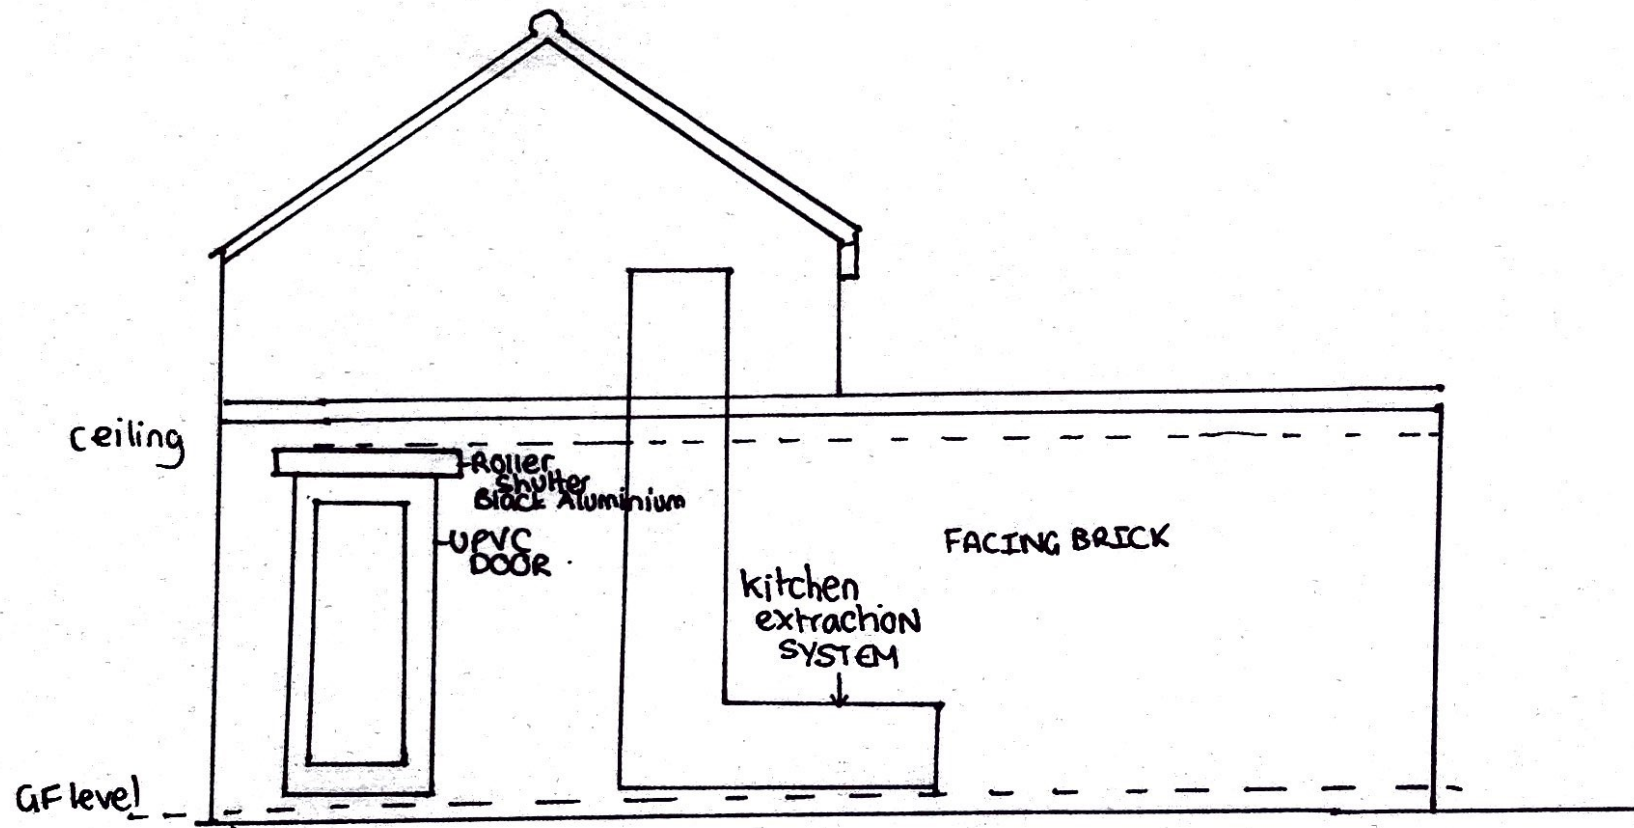 ceiling
Roller
Shutter
Black Aluminium
UPVC
DOOR
FACING BRICK
kitchen
extraction
SYSTEM
GF level